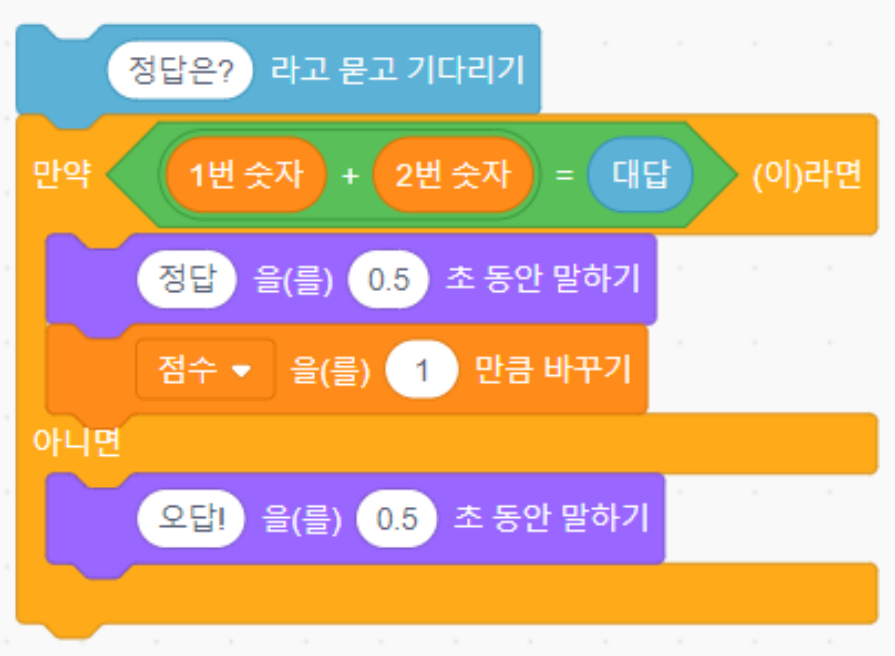 정답은? 라고 묻고 기다리기
만약 1번 숫자 + 2번 숫자 = 대답 (이)라면
정답 을(를) 0.5 초 동안 말하기
점수 을(를) 1 만큼 바꾸기
아니면
오답! 을(를) 0.5 초 동안 말하기